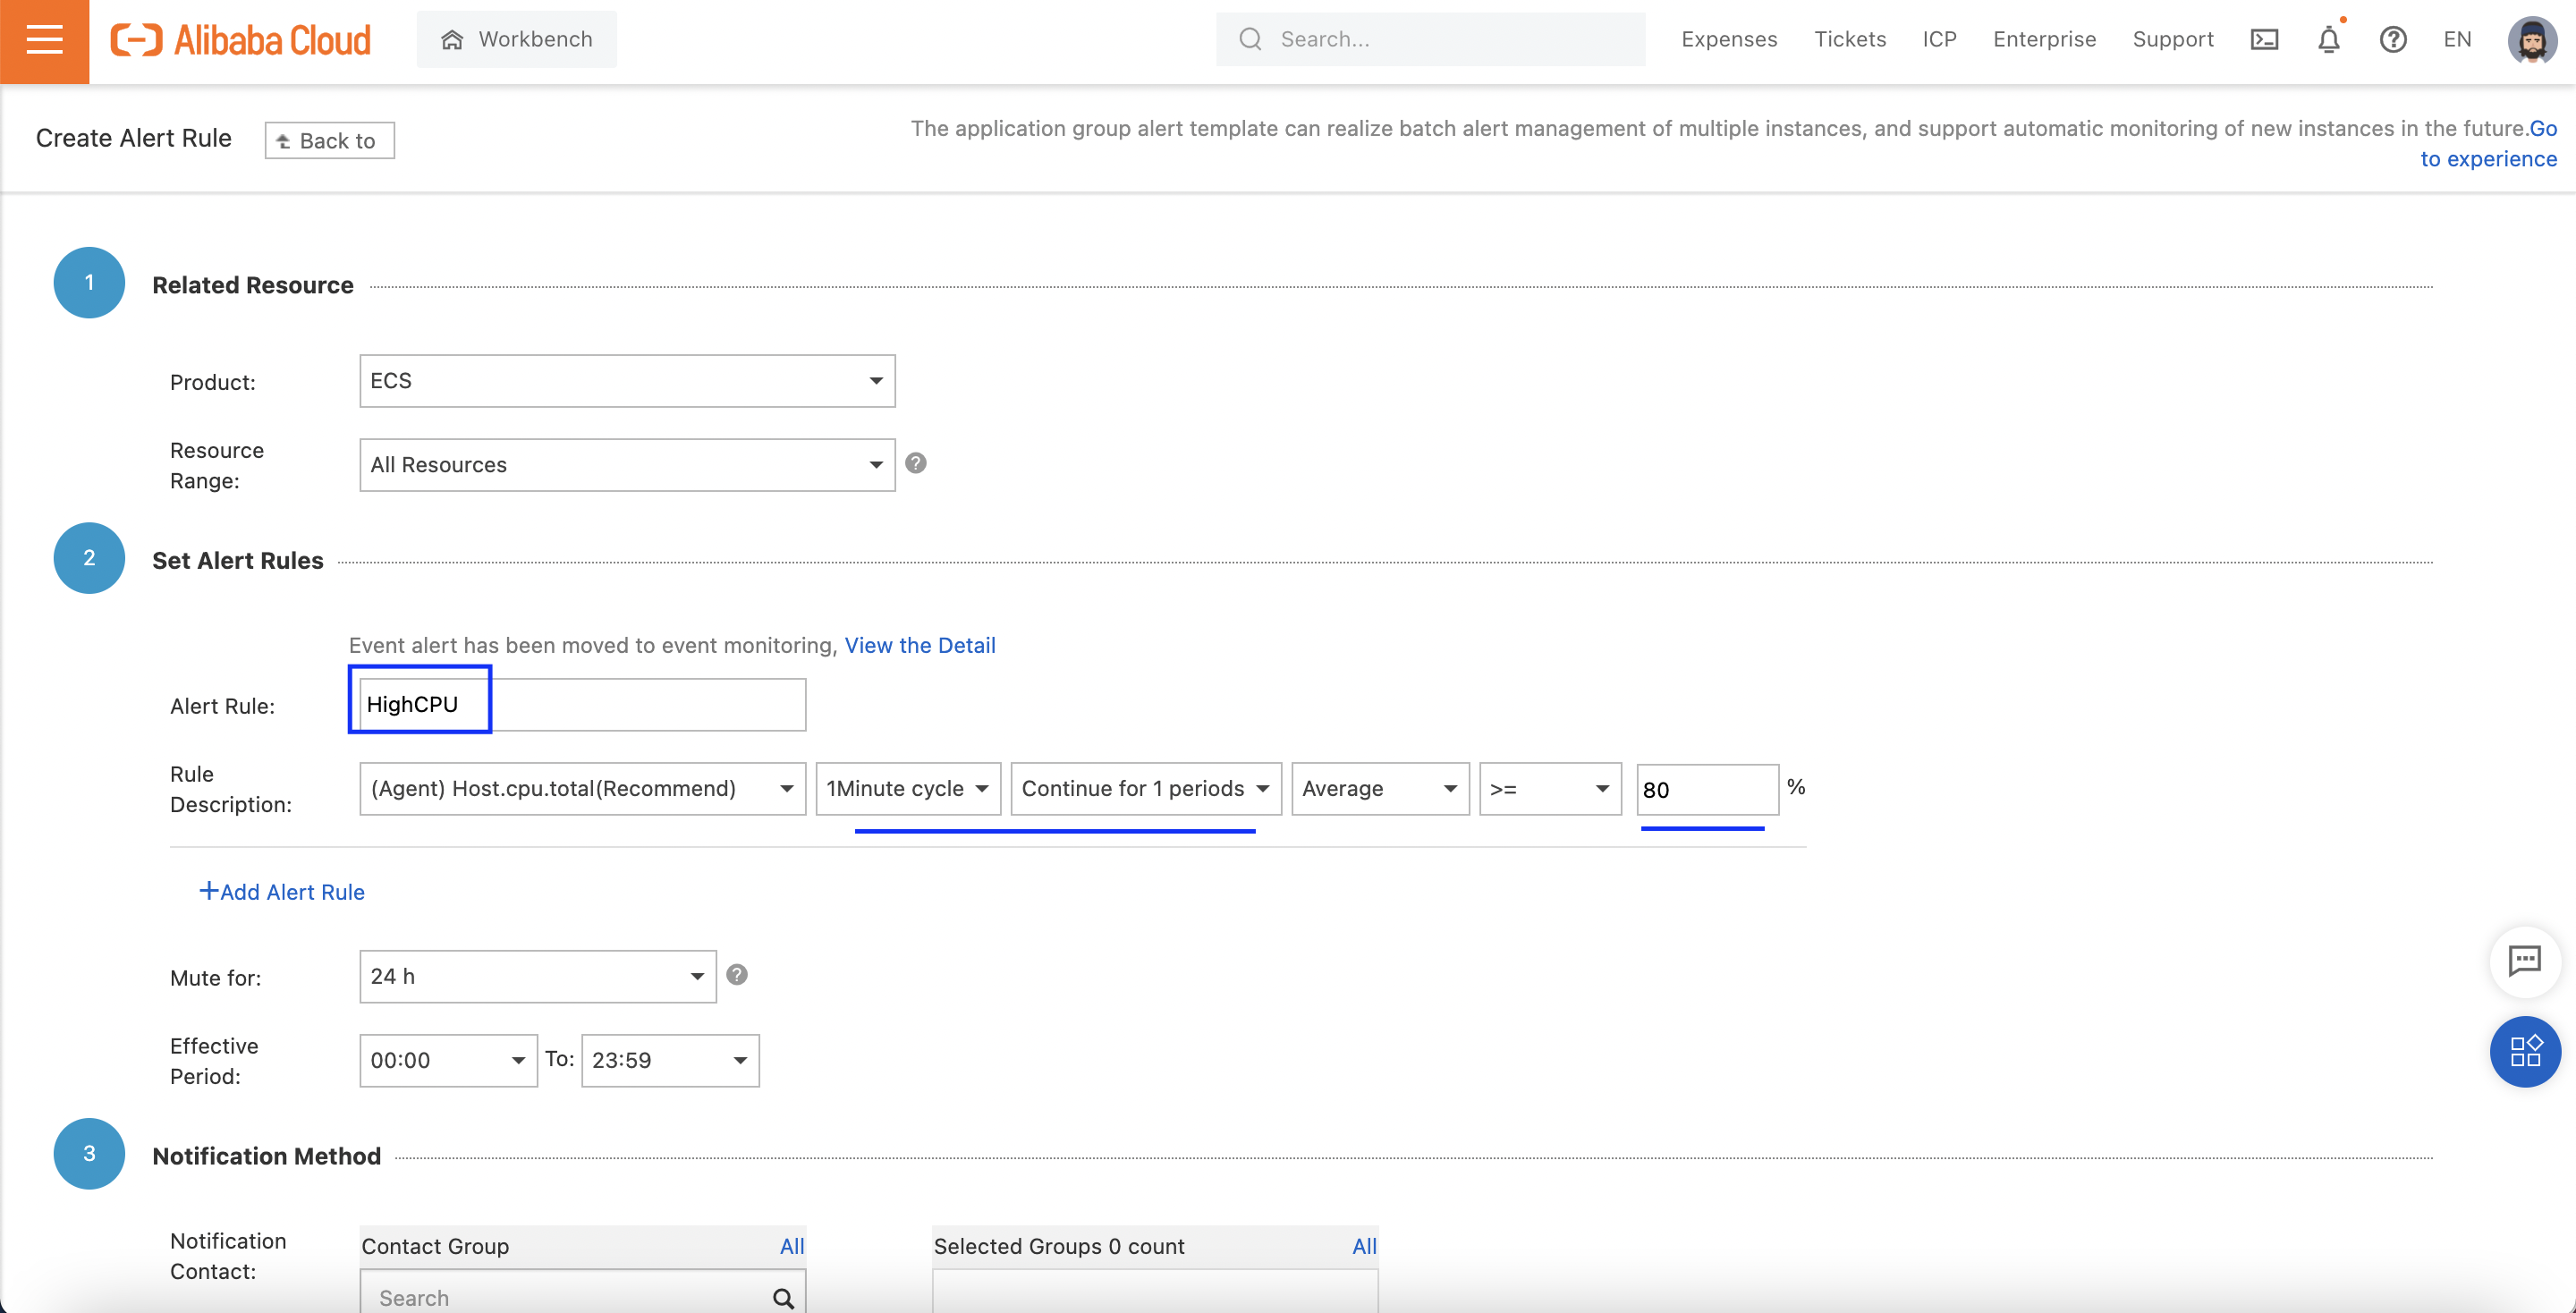 Alibaba Cloud
Workbench
Search...
Expenses
Tickets
ICP
Enterprise
Support
EN
Create Alert Rule
Back to
The application group alert template can realize batch alert management of multiple instances, and support automatic monitoring of new instances in the future.Go
to experience
1
Related Resource
Product:
ECS
Resource
Range:
All Resources
?
2
Set Alert Rules
Event alert has been moved to event monitoring, View the Detail
Alert Rule:
HighCPU
Rule
Description:
(Agent) Host.cpu.total(Recommend)
1Minute cycle
Continue for 1 periods
Average
>=
80
%
+Add Alert Rule
Mute for:
24 h
?
Effective
Period:
00:00
To:
23:59
3
Notification Method
Notification
Contact:
Contact Group
All
Search
Selected Groups 0 count
All